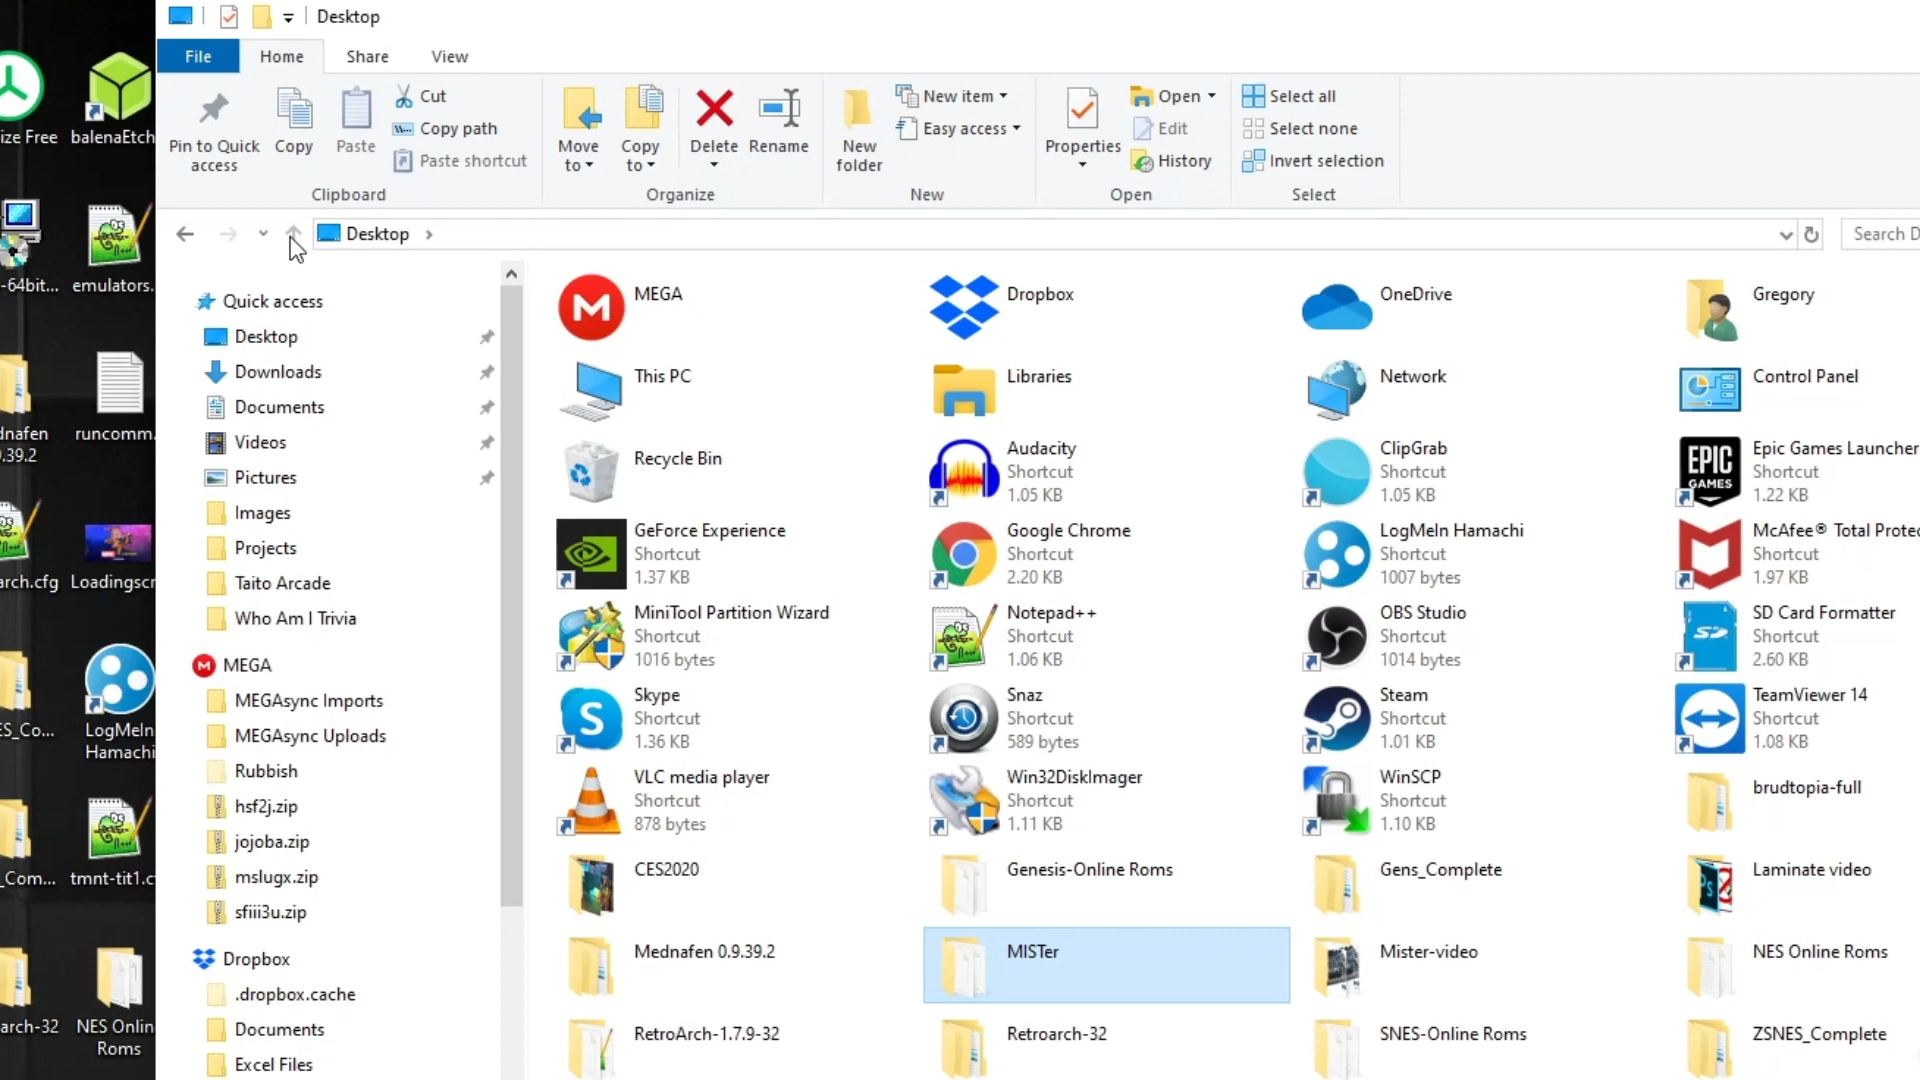 Desktop
File
Home
Share
View
Pin to Quick
access
Copy
Paste
Cut
Copy path
Paste shortcut
Clipboard
Move
to
Copy
to
Delete
Rename
Organize
New
folder
New item
Easy access
New
Properties
Open
Edit
History
Open
Select all
Select none
Invert selection
Select
Desktop
Search D
ize Free
balenaEtch
-64bit...
emulators.
dnafen
.39.2
runcomm.
arch.cfg
Loadingscr
ES_Co...
LogMeIn
Hamachi
_Com...
tmnt-tit1.c
arch-32
NES Onlin
Roms
Quick access
Desktop
Downloads
Documents
Videos
Pictures
Images
Projects
Taito Arcade
Who Am I Trivia
MEGA
MEGAsync Imports
MEGAsync Uploads
Rubbish
hsf2j.zip
jojoba.zip
mslugx.zip
sfiii3u.zip
Dropbox
.dropbox.cache
Documents
Excel Files
MEGA
Dropbox
OneDrive
Gregory
This PC
Libraries
Network
Control Panel
Recycle Bin
Audacity
Shortcut
1.05 KB
ClipGrab
Shortcut
1.05 KB
EPIC
GAMES
Epic Games Launcher
Shortcut
1.22 KB
GeForce Experience
Shortcut
1.37 KB
Google Chrome
Shortcut
2.20 KB
LogMeIn Hamachi
Shortcut
1007 bytes
McAfee® Total Protec
Shortcut
1.97 KB
MiniTool Partition Wizard
Shortcut
1016 bytes
Notepad++
Shortcut
1.06 KB
OBS Studio
Shortcut
1014 bytes
SD Card Formatter
Shortcut
2.60 KB
Skype
Shortcut
1.36 KB
Snaz
Shortcut
589 bytes
Steam
Shortcut
1.01 KB
TeamViewer 14
Shortcut
1.08 KB
VLC media player
Shortcut
878 bytes
Win32DiskImager
Shortcut
1.11 KB
WinSCP
Shortcut
1.10 KB
brudtopia-full
CES2020
Genesis-Online Roms
Gens_Complete
Laminate video
Mednafen 0.9.39.2
MISTer
Mister-video
NES Online Roms
RetroArch-1.7.9-32
Retroarch-32
SNES-Online Roms
ZSNES_Complete